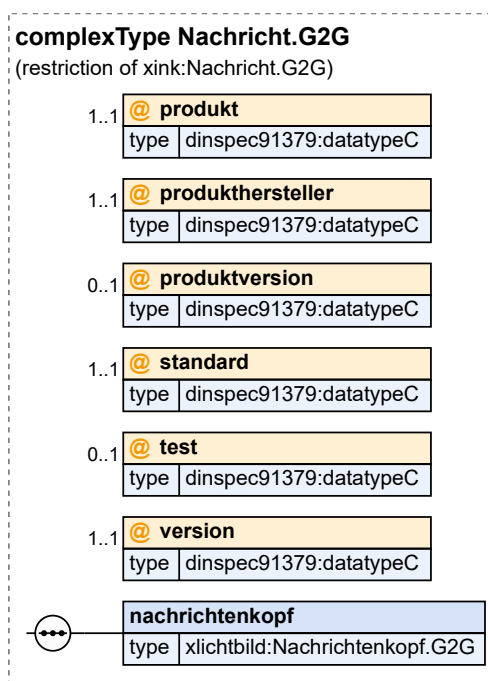 complexType Nachricht.G2G
(restriction of xink:Nachricht.G2G)
1..1 @ produkt
type dinspec91379:datatypeC
1..1 @ produkthersteller
type dinspec91379:datatypeC
0..1 @ produktversion
type dinspec91379:datatypeC
1..1 @ standard
type dinspec91379:datatypeC
0..1 @ test
type dinspec91379:datatypeC
1..1 @ version
type dinspec91379:datatypeC
nachrichtenkopf
type xlichtbild:Nachrichtenkopf.G2G